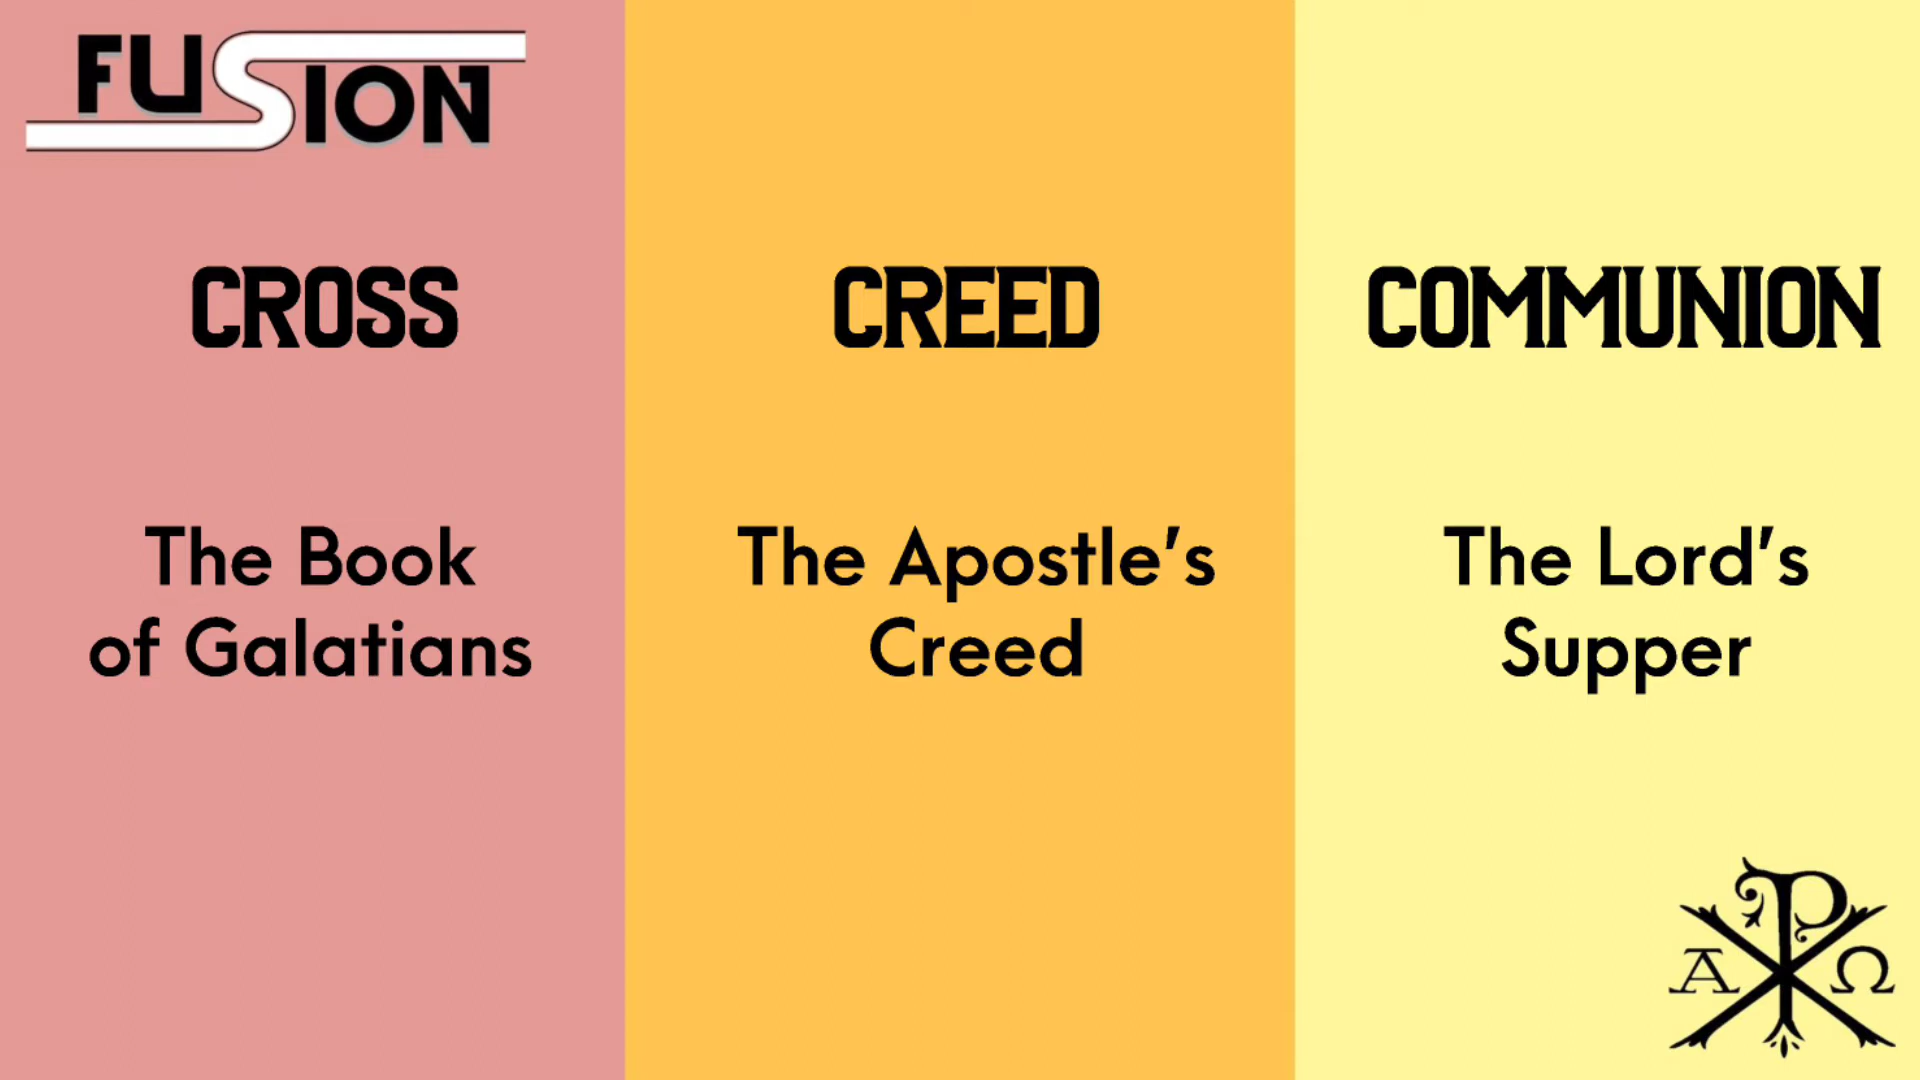 FUSION
CROSS
The Book
of Galatians
CREED
The Apostle's
Creed
COMMUNION
The Lord's
Supper
Α Ρ Ω